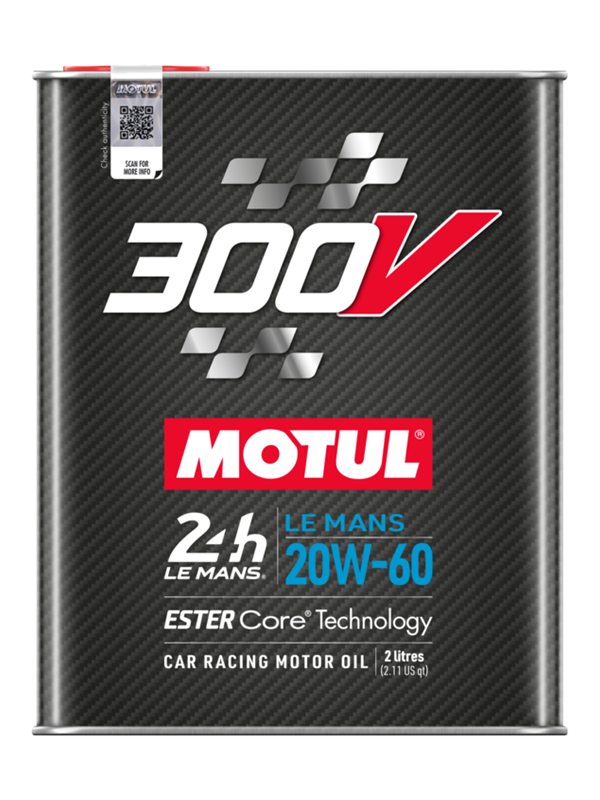 Check authenticity
MOTUL
SCAN FOR
MORE INFO
300V
MOTUL®
24h
LE MANS®
LE MANS
20W-60
ESTER Core® Technology
CAR RACING MOTOR OIL
2 litres
(2.11 US qt)